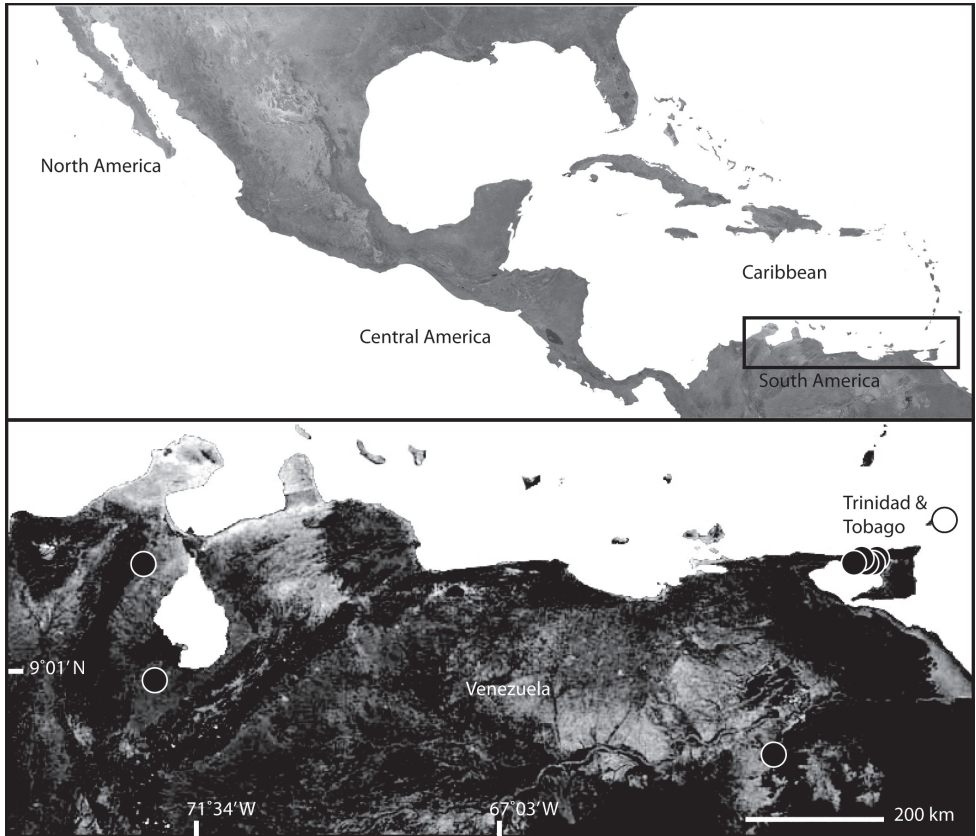 North America
Caribbean
Central America
South America
Trinidad &
Tobago
9˚01' N
Venezuela
71˚34' W
67˚03' W
200 km